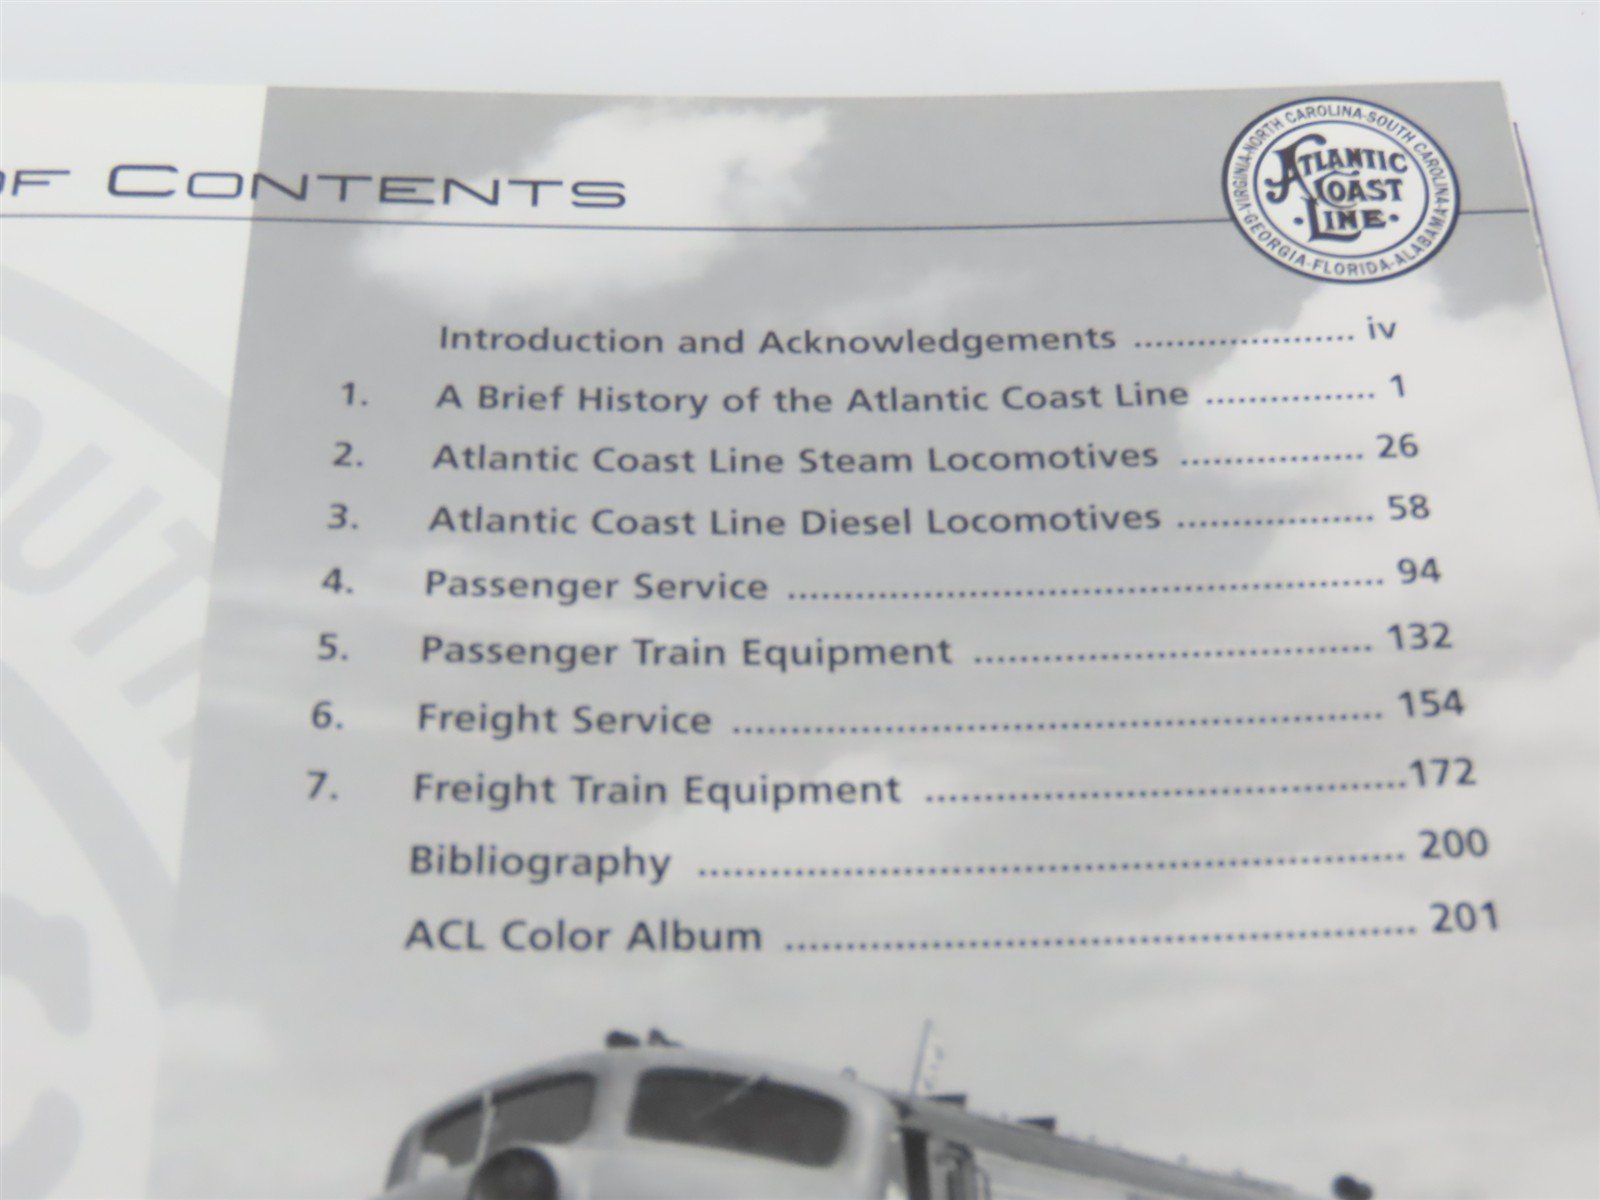 OF CONTENTS
VIRGINIA-NORTH CAROLINA-SOUTH CAROLINA-
ATLANTIC
COAST
LINE
GEORGIA-FLORIDA-ALABAMA
Introduction and Acknowledgements .................... iv
1. A Brief History of the Atlantic Coast Line ................ 1
2. Atlantic Coast Line Steam Locomotives ................. 26
3. Atlantic Coast Line Diesel Locomotives .................. 58
4. Passenger Service ...................................................... 94
5. Passenger Train Equipment .................................... 132
6. Freight Service .......................................................... 154
7. Freight Train Equipment ...........................................172
Bibliography ............................................................. 200
ACL Color Album ....................................................... 201
OUTH